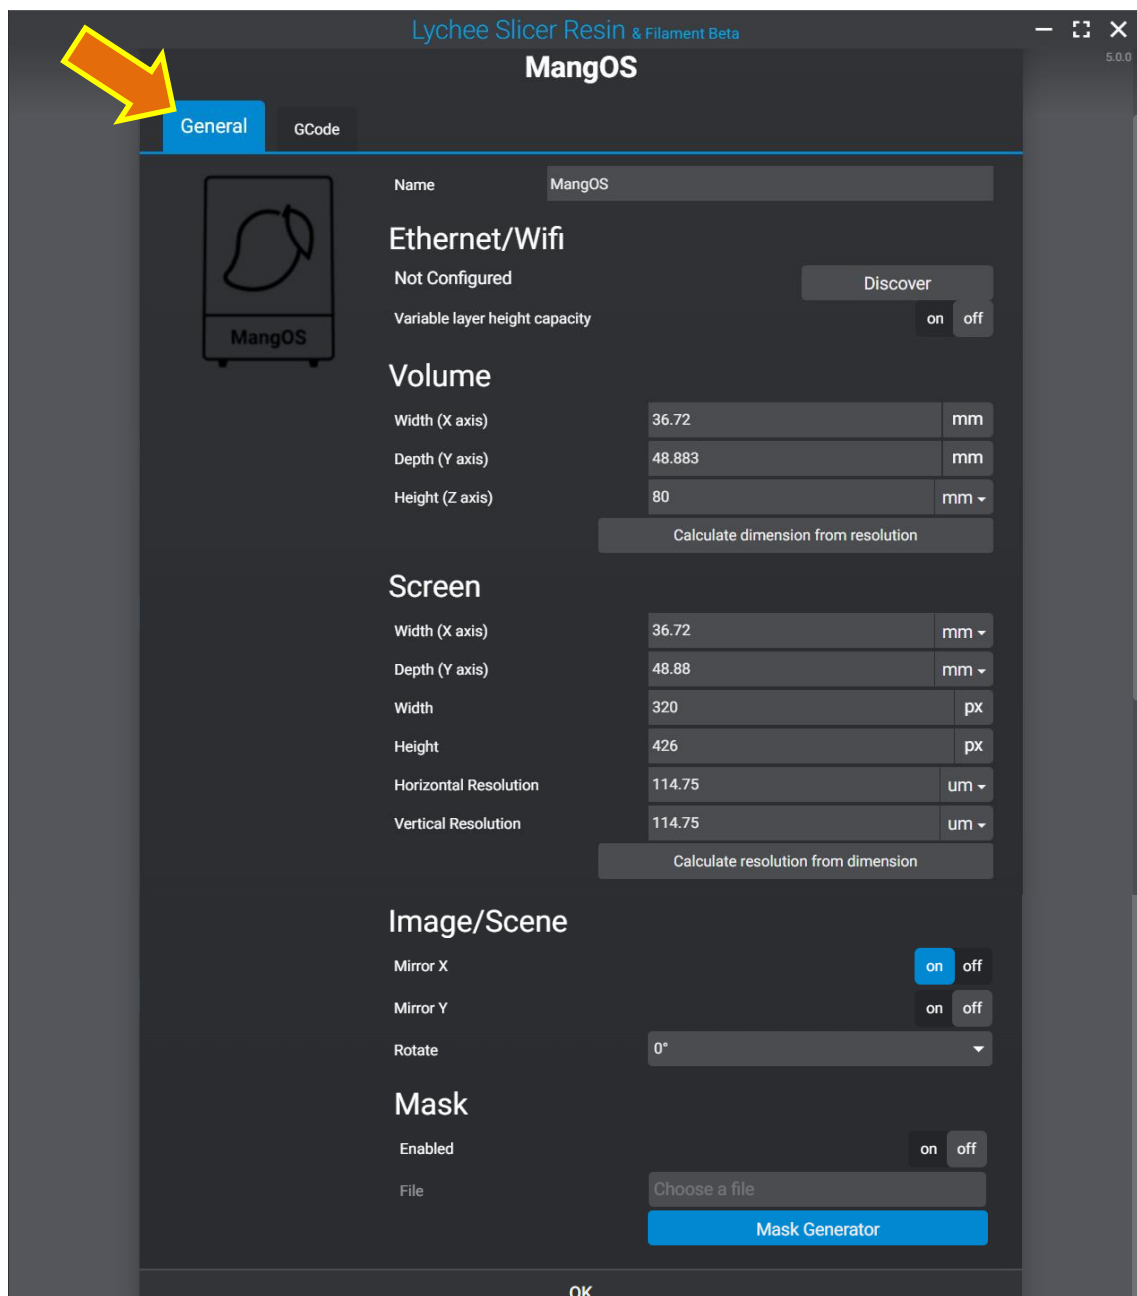 Lychee Slicer Resin & Filament Beta
5.0.0
MangOS
General GCode
Name MangOS
MangOS
Ethernet/Wifi
Not Configured Discover
Variable layer height capacity on off
Volume
Width (X axis) 36.72 mm
Depth (Y axis) 48.883 mm
Height (Z axis) 80 mm
Calculate dimension from resolution
Screen
Width (X axis) 36.72 mm
Depth (Y axis) 48.88 mm
Width 320 px
Height 426 px
Horizontal Resolution 114.75 um
Vertical Resolution 114.75 um
Calculate resolution from dimension
Image/Scene
Mirror X on off
Mirror Y on off
Rotate 0°
Mask
Enabled on off
File Choose a file
Mask Generator
OK